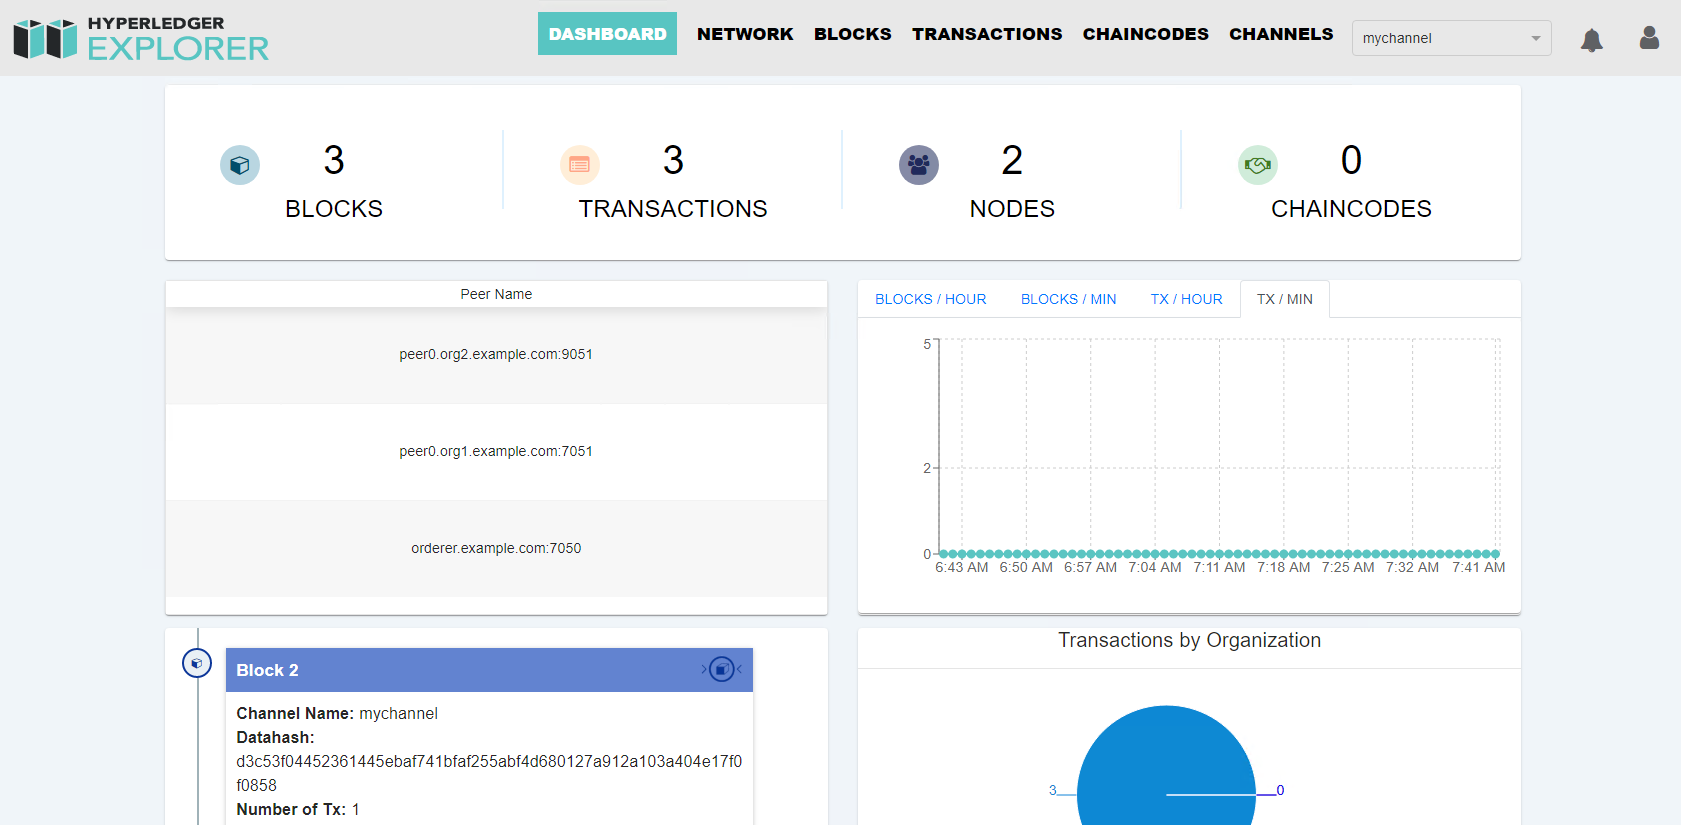 HYPERLEDGER
EXPLORER
DASHBOARD
NETWORK
BLOCKS
TRANSACTIONS
CHAINCODES
CHANNELS
mychannel
3
BLOCKS
3
TRANSACTIONS
2
NODES
0
CHAINCODES
Peer Name
peer0.org2.example.com:9051
peer0.org1.example.com:7051
orderer.example.com:7050
BLOCKS / HOUR
BLOCKS / MIN
TX / HOUR
TX / MIN
5
2
0
6:43 AM
6:50 AM
6:57 AM
7:04 AM
7:11 AM
7:18 AM
7:25 AM
7:32 AM
7:41 AM
Block 2
Channel Name: mychannel
Datahash:
d3c53f04452361445ebaf741bfaf255abf4d680127a912a103a404e17f0
f0858
Number of Tx: 1
Transactions by Organization
3
0